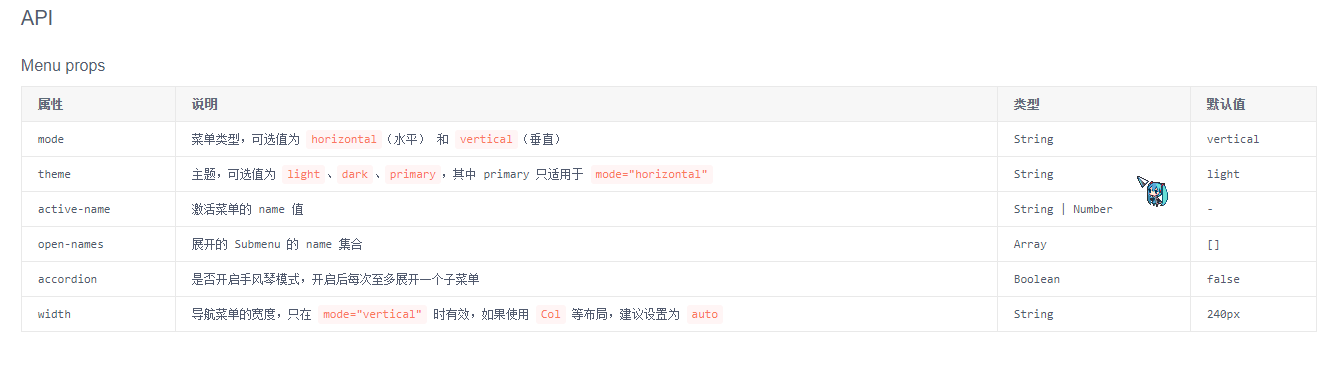 API
Menu props
属性 说明 类型 默认值
mode 菜单类型，可选值为 horizontal（水平） 和 vertical（垂直） String vertical
theme 主题，可选值为 light、dark、primary，其中 primary 只适用于 mode="horizontal" String light
active-name 激活菜单的 name 值 String | Number -
open-names 展开的 Submenu 的 name 集合 Array []
accordion 是否开启手风琴模式，开启后每次至多展开一个子菜单 Boolean false
width 导航菜单的宽度，只在 mode="vertical" 时有效，如果使用 Col 等布局，建议设置为 auto String 240px